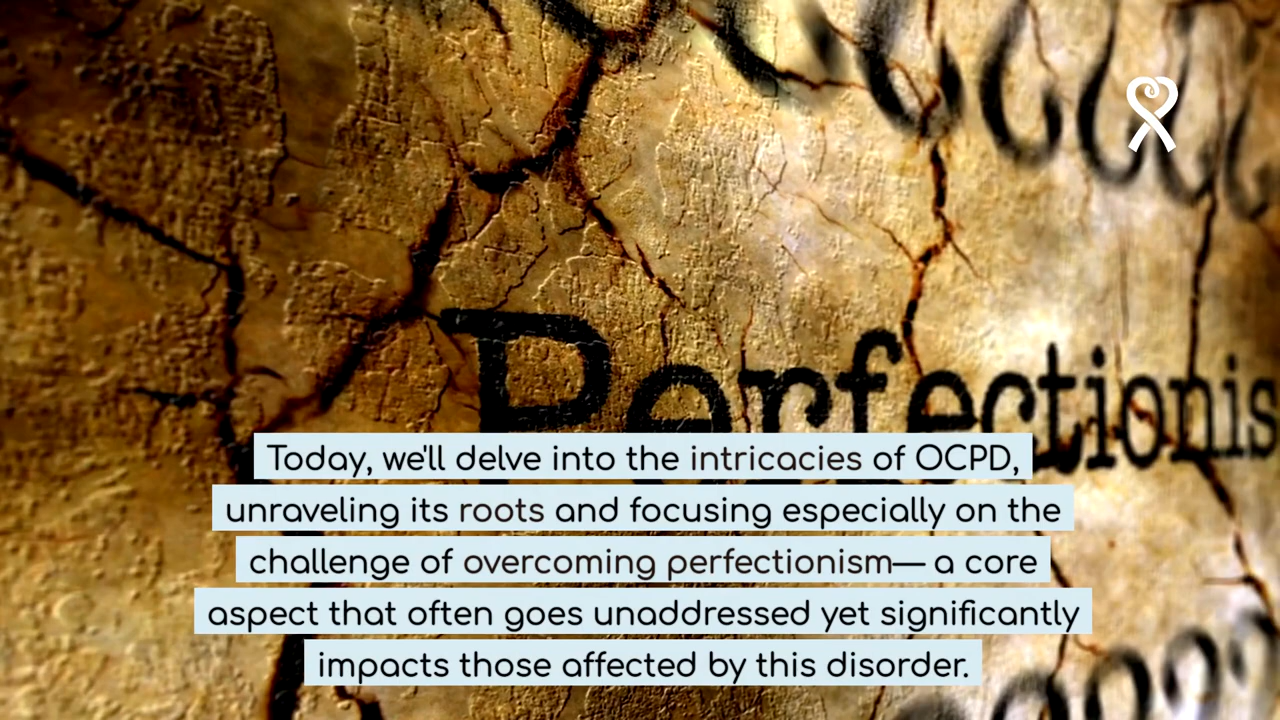 Perfectionis
Today, we'll delve into the intricacies of OCPD,
unraveling its roots and focusing especially on the
challenge of overcoming perfectionism— a core
aspect that often goes unaddressed yet significantly
impacts those affected by this disorder.